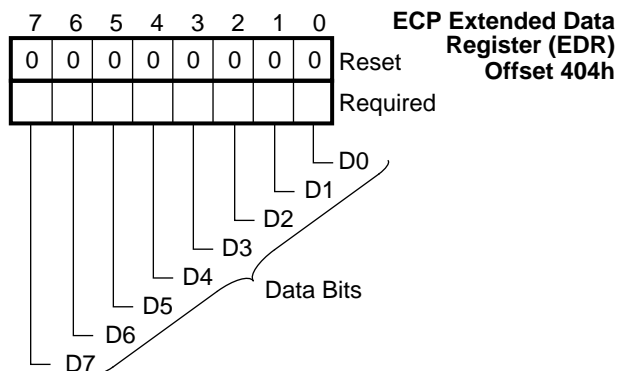 7 6 5 4 3 2 1 0
ECP Extended Data
Register (EDR)
Offset 404h
0 0 0 0 0 0 0 0 Reset
Required
D0
D1
D2
D3
D4
Data Bits
D5
D6
D7